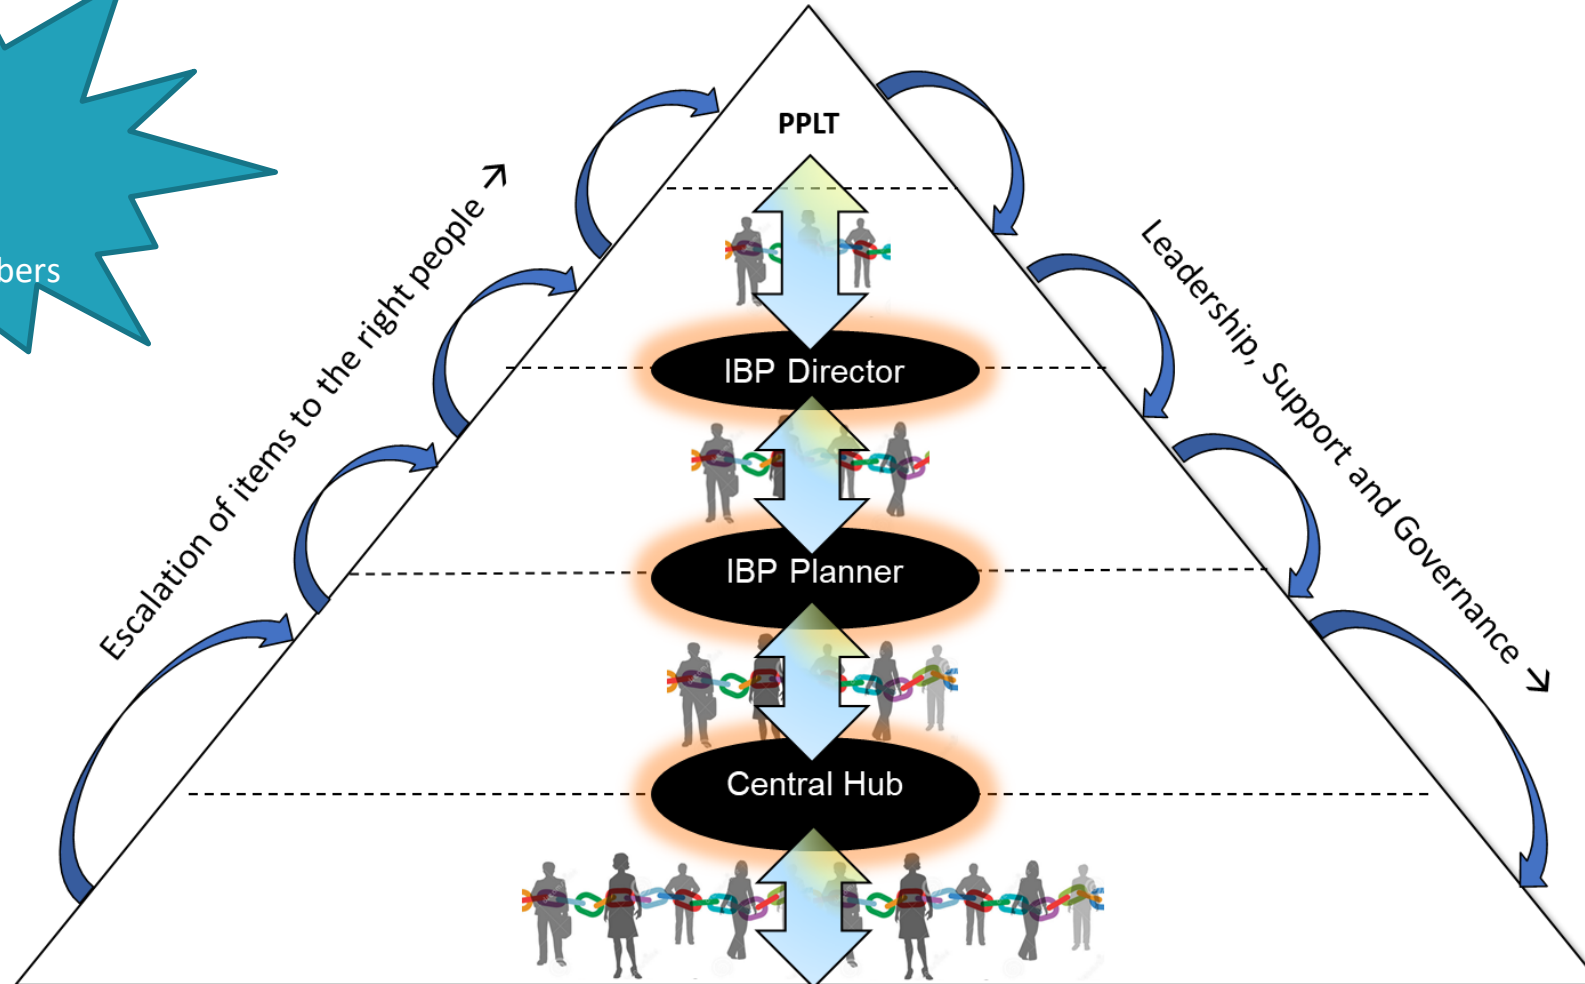 PPLT
Escalation of items to the right people →
Leadership, Support and Governance →
bers
IBP Director
IBP Planner
Central Hub